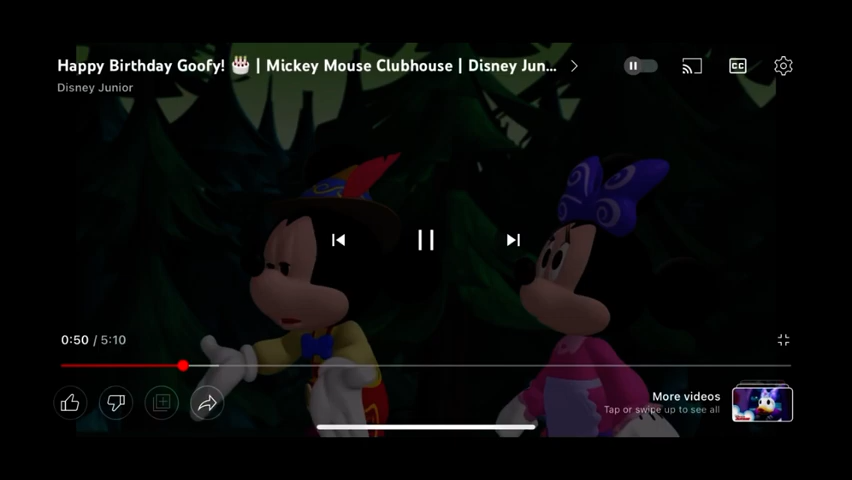 Happy Birthday Goofy! 🎂 | Mickey Mouse Clubhouse | Disney Jun...
Disney Junior
CC
0:50 / 5:10
More videos
Tap or swipe up to see all